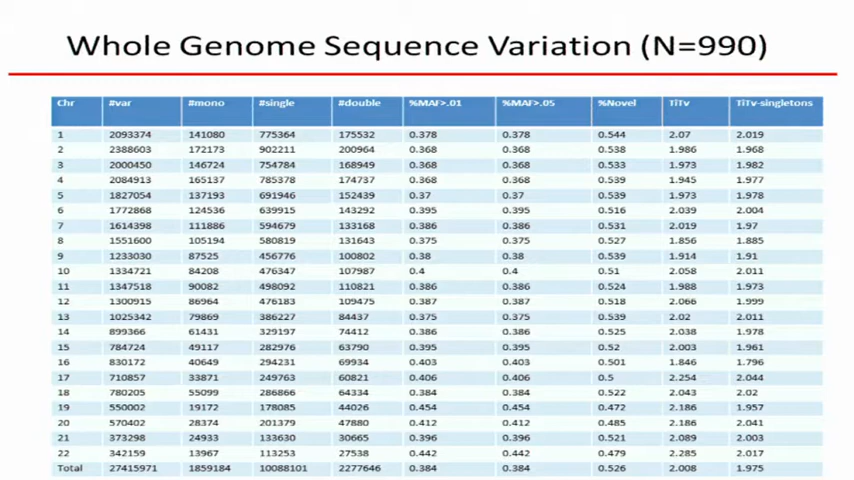 Whole Genome Sequence Variation (N=990)
Chr #var #mono #single #double %MAF>.01 %MAF>.05 %Novel TiTv TiTv-singletons
1 2093374 141080 775364 175532 0.378 0.378 0.544 2.07 2.019
2 2388603 172173 902211 200964 0.368 0.368 0.538 1.986 1.968
3 2000450 146724 754784 168949 0.368 0.368 0.533 1.973 1.982
4 2084913 165137 785378 174737 0.368 0.368 0.539 1.945 1.977
5 1827054 137193 691946 152439 0.37 0.37 0.539 1.973 1.978
6 1772868 124536 639915 143292 0.395 0.395 0.516 2.039 2.004
7 1614398 111886 594679 133168 0.386 0.386 0.531 2.019 1.97
8 1551600 105194 580819 131643 0.375 0.375 0.527 1.856 1.885
9 1233030 87525 456776 100802 0.38 0.38 0.539 1.914 1.91
10 1334721 84208 476347 107987 0.4 0.4 0.51 2.058 2.011
11 1347518 90082 498092 110821 0.386 0.386 0.524 1.988 1.973
12 1300915 86964 476183 109475 0.387 0.387 0.518 2.066 1.999
13 1025342 79869 386227 84437 0.375 0.375 0.539 2.02 2.011
14 899366 61431 329197 74412 0.386 0.386 0.525 2.038 1.978
15 784724 49117 282976 63790 0.395 0.395 0.52 2.003 1.961
16 830172 40649 294231 69934 0.403 0.403 0.501 1.846 1.796
17 710857 33871 249763 60821 0.406 0.406 0.5 2.254 2.044
18 780205 55099 286866 64334 0.384 0.384 0.522 2.043 2.02
19 550002 19172 178085 44026 0.454 0.454 0.472 2.186 1.957
20 570402 28374 201379 47880 0.412 0.412 0.485 2.186 2.041
21 373298 24933 133630 30665 0.396 0.396 0.521 2.089 2.003
22 342159 13967 113253 27538 0.442 0.442 0.479 2.285 2.017
Total 27415971 1859184 10088101 2277646 0.384 0.384 0.526 2.008 1.975